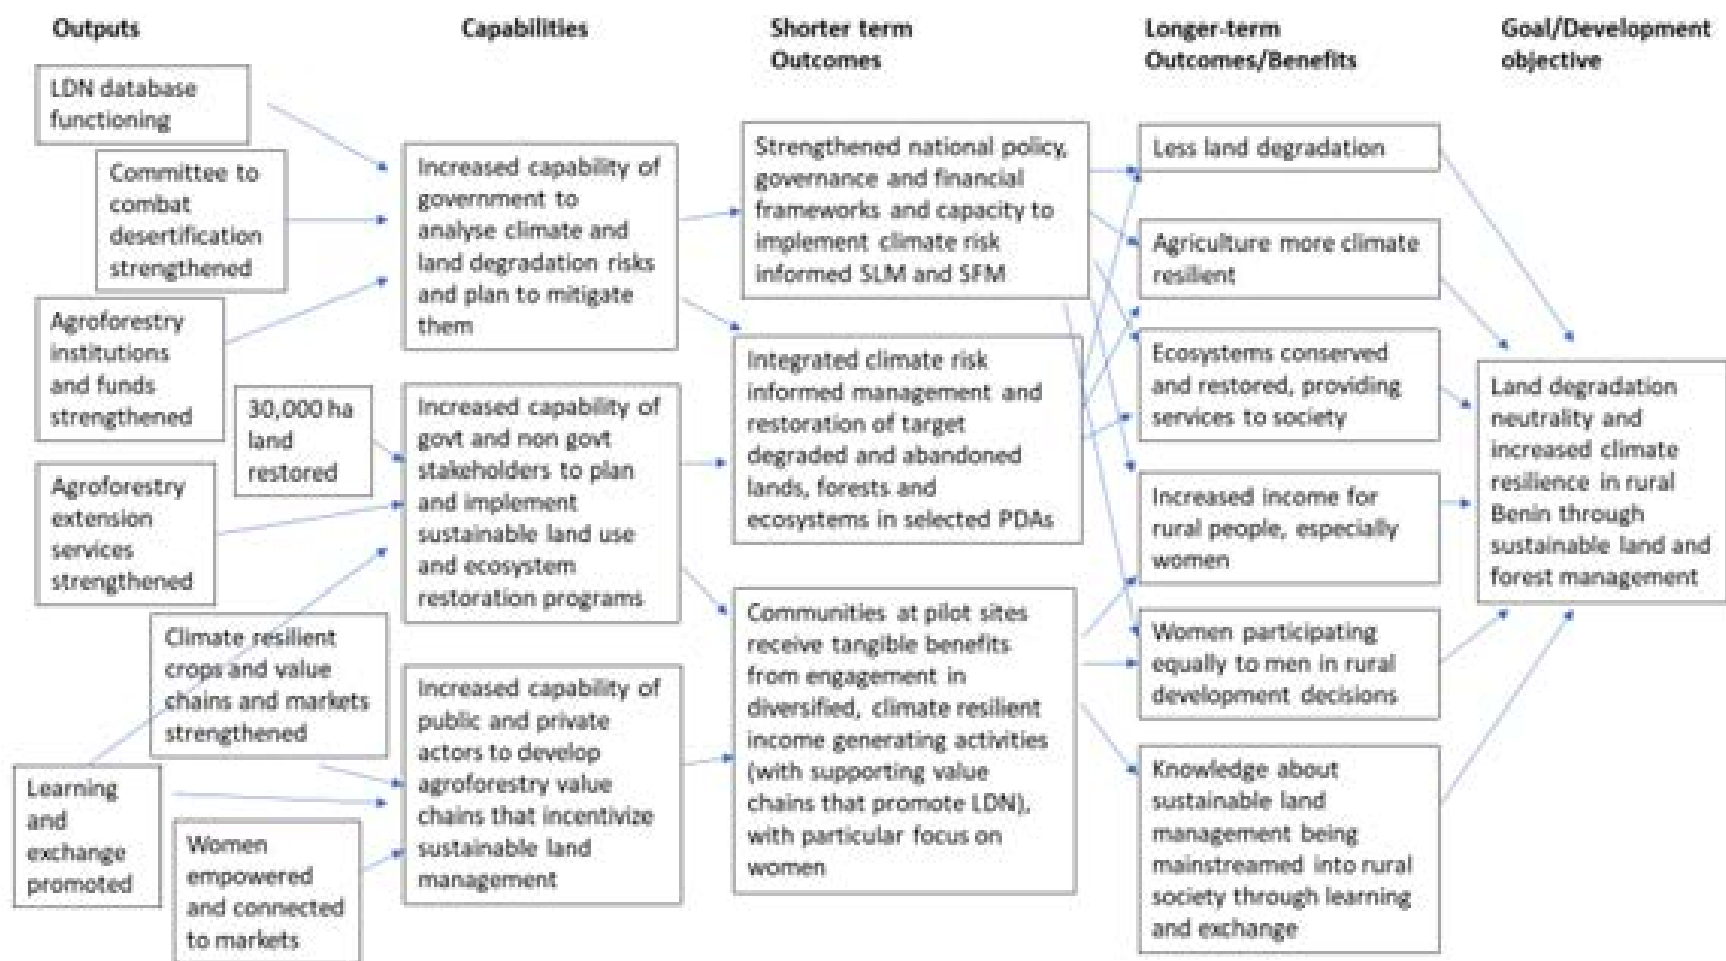 Outputs
LDN database
functioning
Committee to
combat
desertification
strengthened
Agroforestry
institutions
and funds
strengthened
30,000 ha
land
restored
Agroforestry
extension
services
strengthened
Climate resilient
crops and value
chains and markets
strengthened
Learning
and
exchange
promoted
Women
empowered
and connected
to markets
Capabilities
Increased capability of
government to
analyse climate and
land degradation risks
and plan to mitigate
them
Increased capability of
govt and non govt
stakeholders to plan
and implement
sustainable land use
and ecosystem
restoration programs
Increased capability of
public and private
actors to develop
agroforestry value
chains that incentivize
sustainable land
management
Shorter term
Outcomes
Strengthened national policy,
governance and financial
frameworks and capacity to
implement climate risk
informed SLM and SFM
Integrated climate risk
informed management and
restoration of target
degraded and abandoned
lands, forests and
ecosystems in selected PDAs
Communities at pilot sites
receive tangible benefits
from engagement in
diversified, climate resilient
income generating activities
(with supporting value
chains that promote LDN),
with particular focus on
women
Longer-term
Outcomes/Benefits
Less land degradation
Agriculture more climate
resilient
Ecosystems conserved
and restored, providing
services to society
Increased income for
rural people, especially
women
Women participating
equally to men in rural
development decisions
Knowledge about
sustainable land
management being
mainstreamed into rural
society through learning
and exchange
Goal/Development
objective
Land degradation
neutrality and
increased climate
resilience in rural
Benin through
sustainable land and
forest management